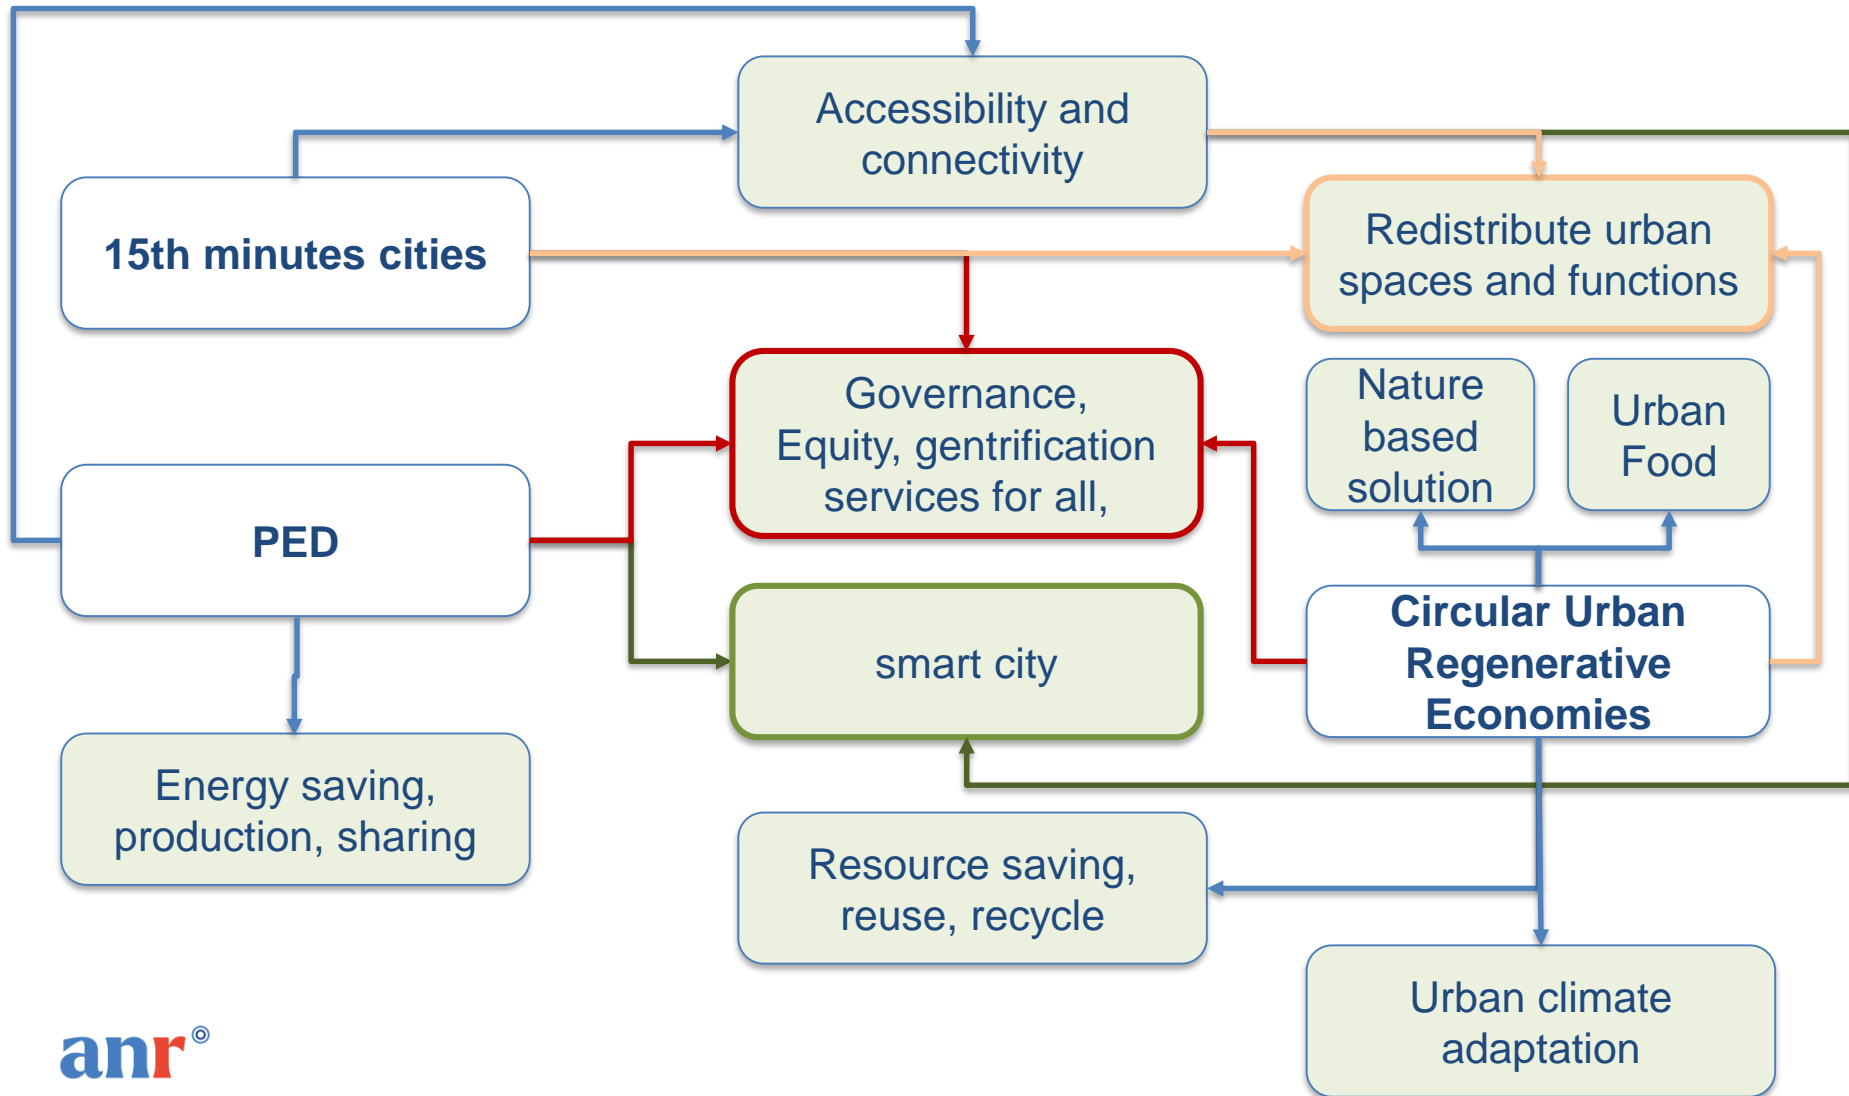 Accessibility and
connectivity
15th minutes cities
Redistribute urban
spaces and functions
Governance,
Equity, gentrification
services for all,
Nature
based
solution
Urban
Food
PED
smart city
Circular Urban
Regenerative
Economies
Energy saving,
production, sharing
Resource saving,
reuse, recycle
Urban climate
adaptation
anr